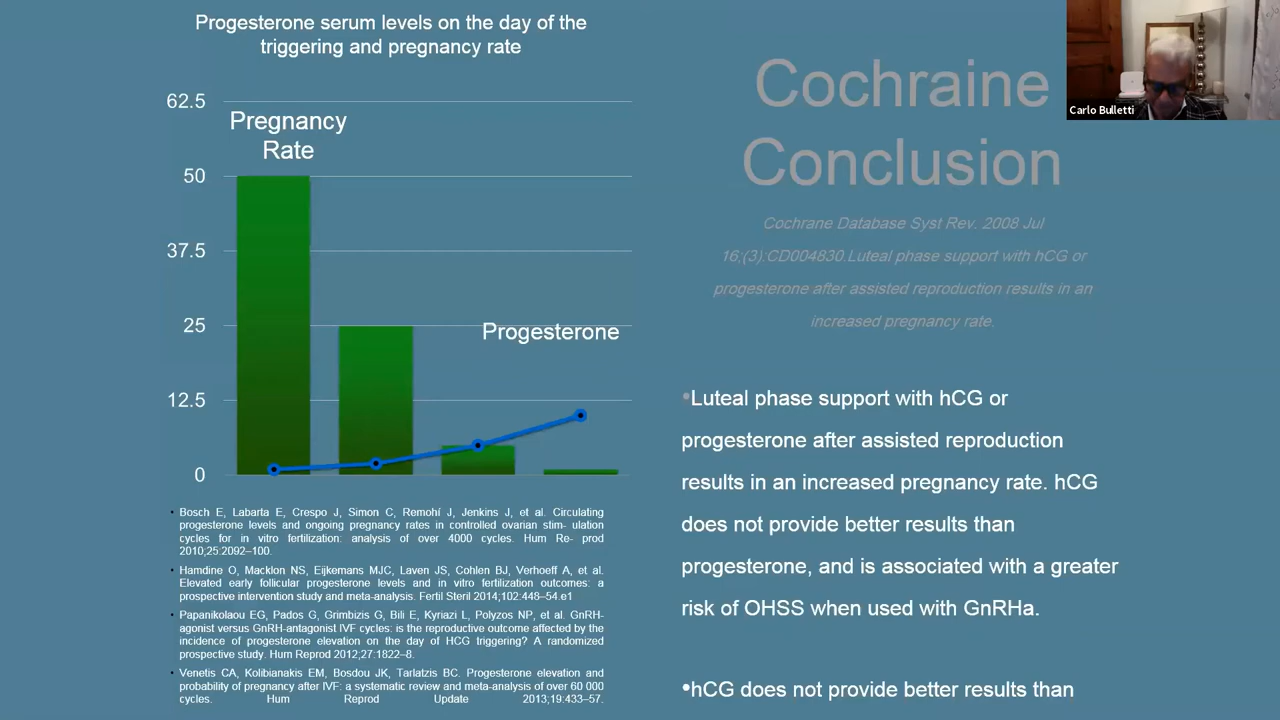 Progesterone serum levels on the day of the
triggering and pregnancy rate
62.5
50
37.5
25
12.5
0
Pregnancy
Rate
Progesterone
• Bosch E, Labarta E, Crespo J, Simon C, Remohí J, Jenkins J, et al. Circulating
progesterone levels and ongoing pregnancy rates in controlled ovarian stim- ulation
cycles for in vitro fertilization: analysis of over 4000 cycles. Hum Re- prod
2010;25:2092–100.
• Hamdine O, Macklon NS, Eijkemans MJC, Laven JS, Cohlen BJ, Verhoeff A, et al.
Elevated early follicular progesterone levels and in vitro fertilization outcomes: a
prospective intervention study and meta-analysis. Fertil Steril 2014;102:448–54.e1
• Papanikolaou EG, Pados G, Grimbizis G, Bili E, Kyriazi L, Polyzos NP, et al. GnRH-
agonist versus GnRH-antagonist IVF cycles: is the reproductive outcome affected by the
incidence of progesterone elevation on the day of HCG triggering? A randomized
prospective study. Hum Reprod 2012;27:1822–8.
• Venetis CA, Kolibianakis EM, Bosdou JK, Tarlatzis BC. Progesterone elevation and
probability of pregnancy after IVF: a systematic review and meta-analysis of over 60 000
cycles. Hum Reprod Update 2013;19:433–57.
Cochraine
Conclusion
Cochrane Database Syst Rev. 2008 Jul
16;(3):CD004830.Luteal phase support with hCG or
progesterone after assisted reproduction results in an
increased pregnancy rate.
•Luteal phase support with hCG or
progesterone after assisted reproduction
results in an increased pregnancy rate. hCG
does not provide better results than
progesterone, and is associated with a greater
risk of OHSS when used with GnRHa.
•hCG does not provide better results than
Carlo Bulletti